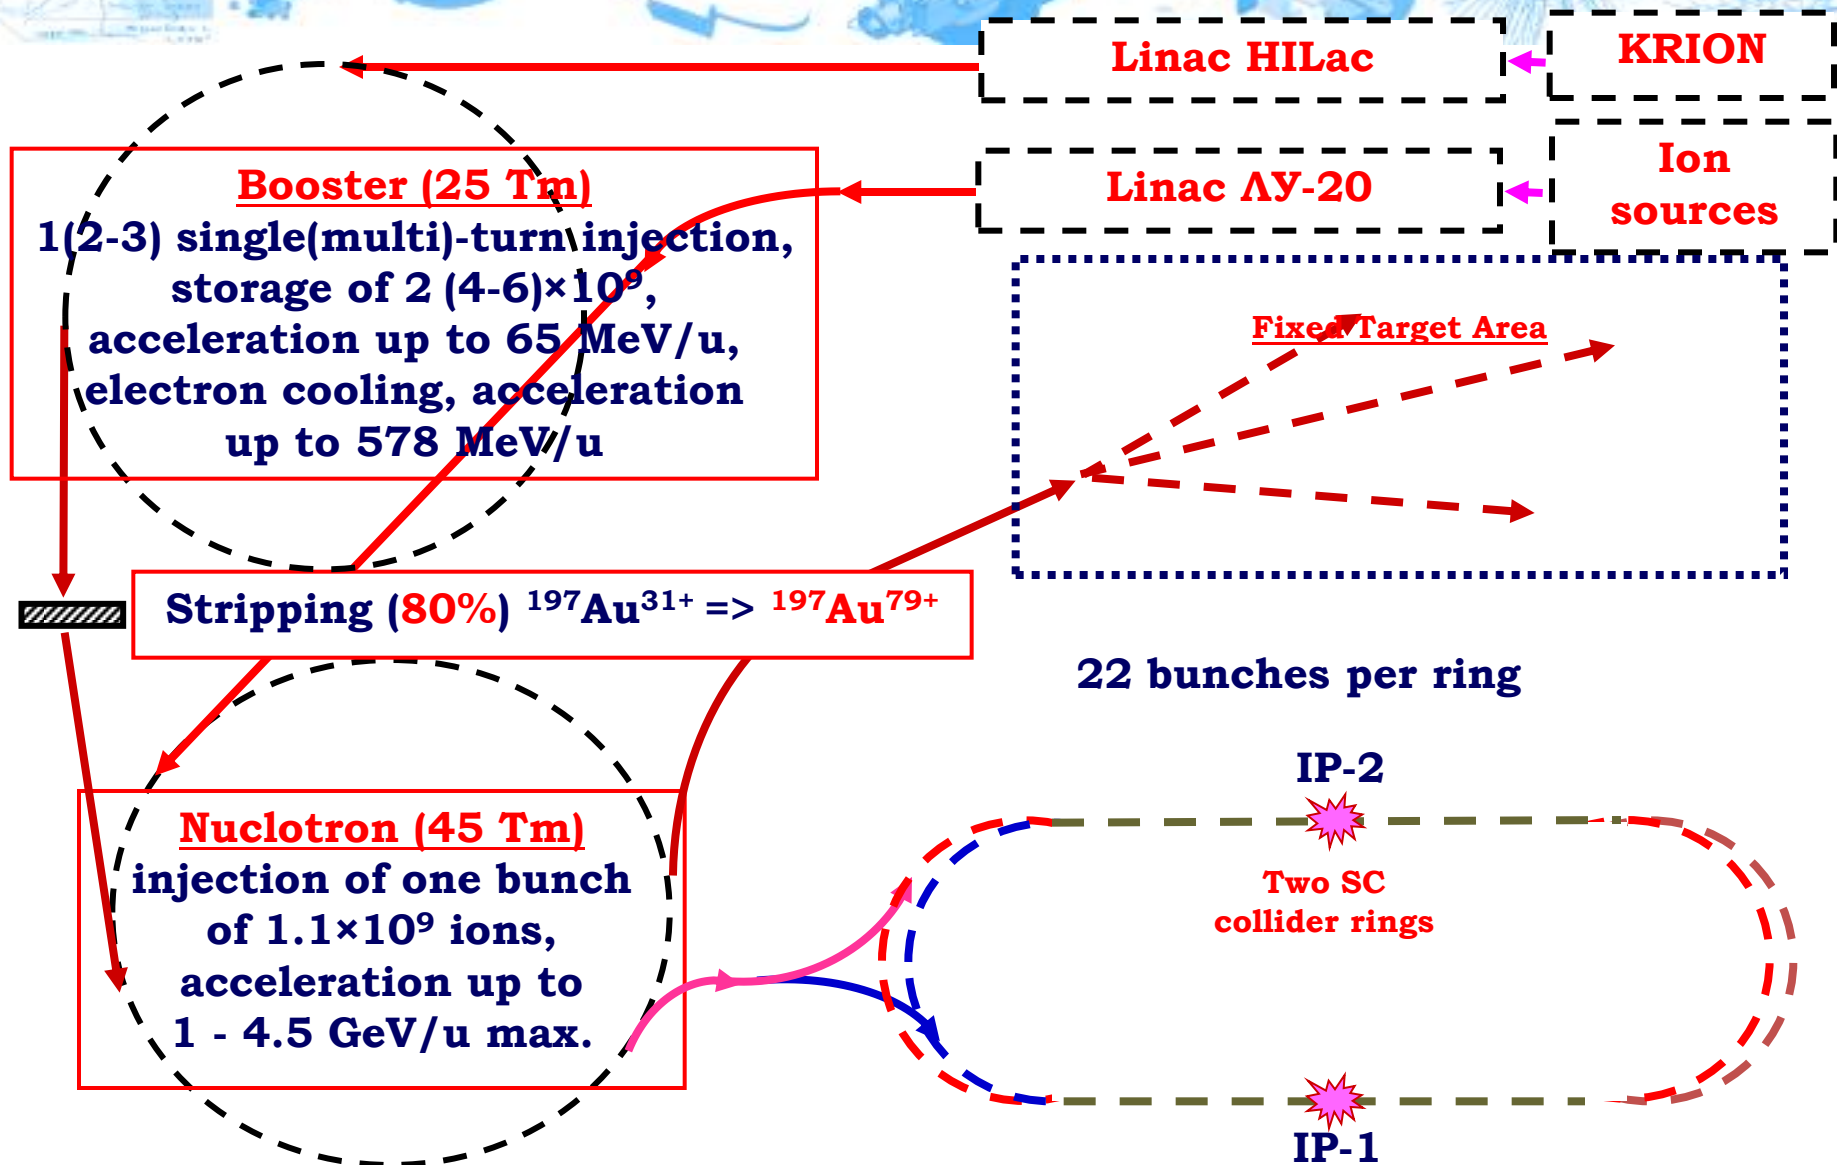 Linac HILac
KRION
Linac ЛУ-20
Ion
sources
Booster (25 Tm)
1(2-3) single(multi)-turn injection,
storage of 2 (4-6)×10⁹,
acceleration up to 65 MeV/u,
electron cooling, acceleration
up to 578 MeV/u
Fixed Target Area
Stripping (80%) ¹⁹⁷Au³¹⁺ => ¹⁹⁷Au⁷⁹⁺
22 bunches per ring
IP-2
Two SC
collider rings
Nuclotron (45 Tm)
injection of one bunch
of 1.1×10⁹ ions,
acceleration up to
1 - 4.5 GeV/u max.
IP-1